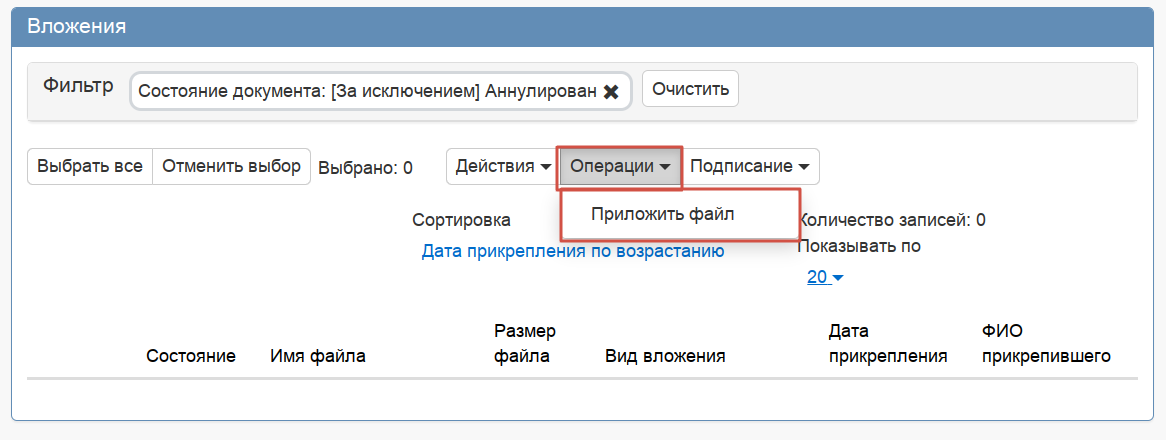 Вложения
Фильтр Состояние документа: [За исключением] Аннулирован ✖ Очистить
Выбрать все Отменить выбор Выбрано: 0 Действия Операции Подписание
Приложить файл
Сортировка Количество записей: 0
Дата прикрепления по возрастанию Показывать по
20
Размер Дата ФИО
Состояние Имя файла файла Вид вложения прикрепления прикрепившего